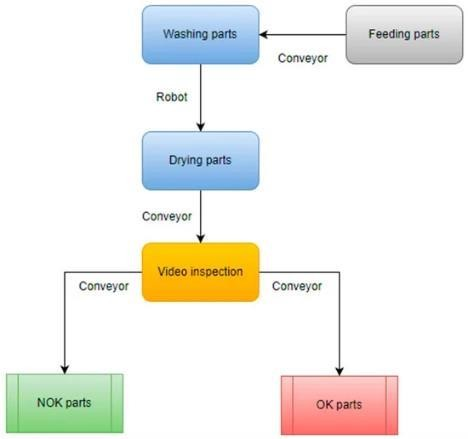 Washing parts
Feeding parts
Conveyor
Robot
Drying parts
Conveyor
Video inspection
Conveyor
Conveyor
NOK parts
OK parts